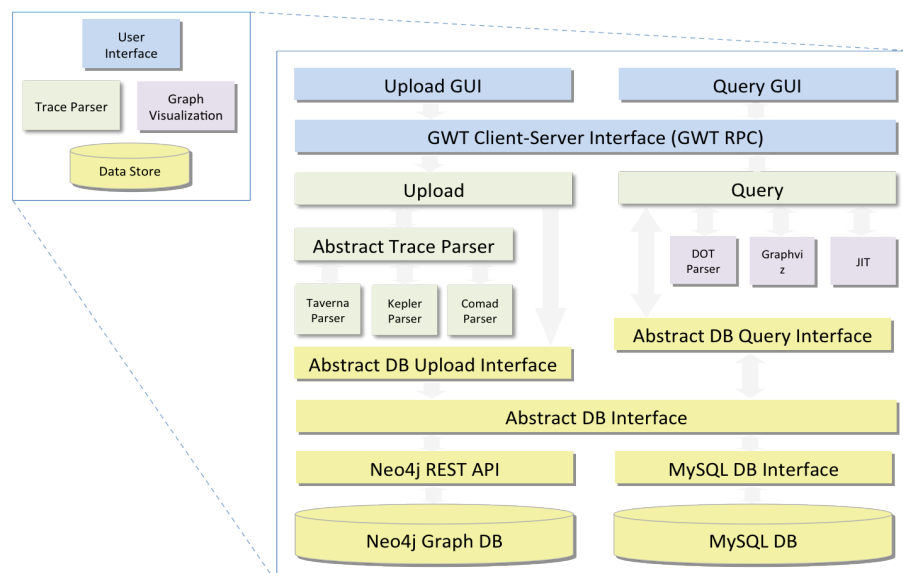 User
Interface
Trace Parser
Graph
Visualization
Data Store
Upload GUI
Query GUI
GWT Client-Server Interface (GWT RPC)
Upload
Query
Abstract Trace Parser
DOT
Parser
Graphvi
z
JIT
Taverna
Parser
Kepler
Parser
Comad
Parser
Abstract DB Query Interface
Abstract DB Upload Interface
Abstract DB Interface
Neo4j REST API
MySQL DB Interface
Neo4j Graph DB
MySQL DB